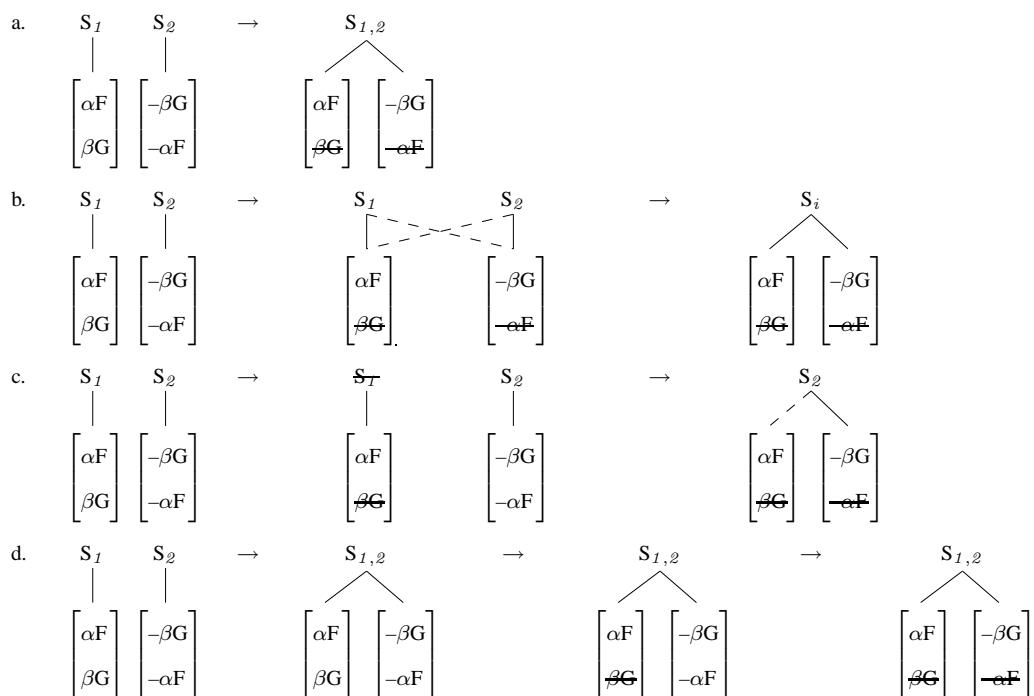 a. S1 S2 → S1,2
αF –βG αF –βG
βG –αF βG –αF
b. S1 S2 → S1 S2 → Si
αF –βG αF –βG αF –βG
βG –αF βG . –αF βG –αF
c. S1 S2 → S1 S2 → S2
αF –βG αF –βG αF –βG
βG –αF βG –αF βG –αF
d. S1 S2 → S1,2 → S1,2 → S1,2
αF –βG αF –βG αF –βG αF –βG
βG –αF βG –αF βG –αF βG –αF